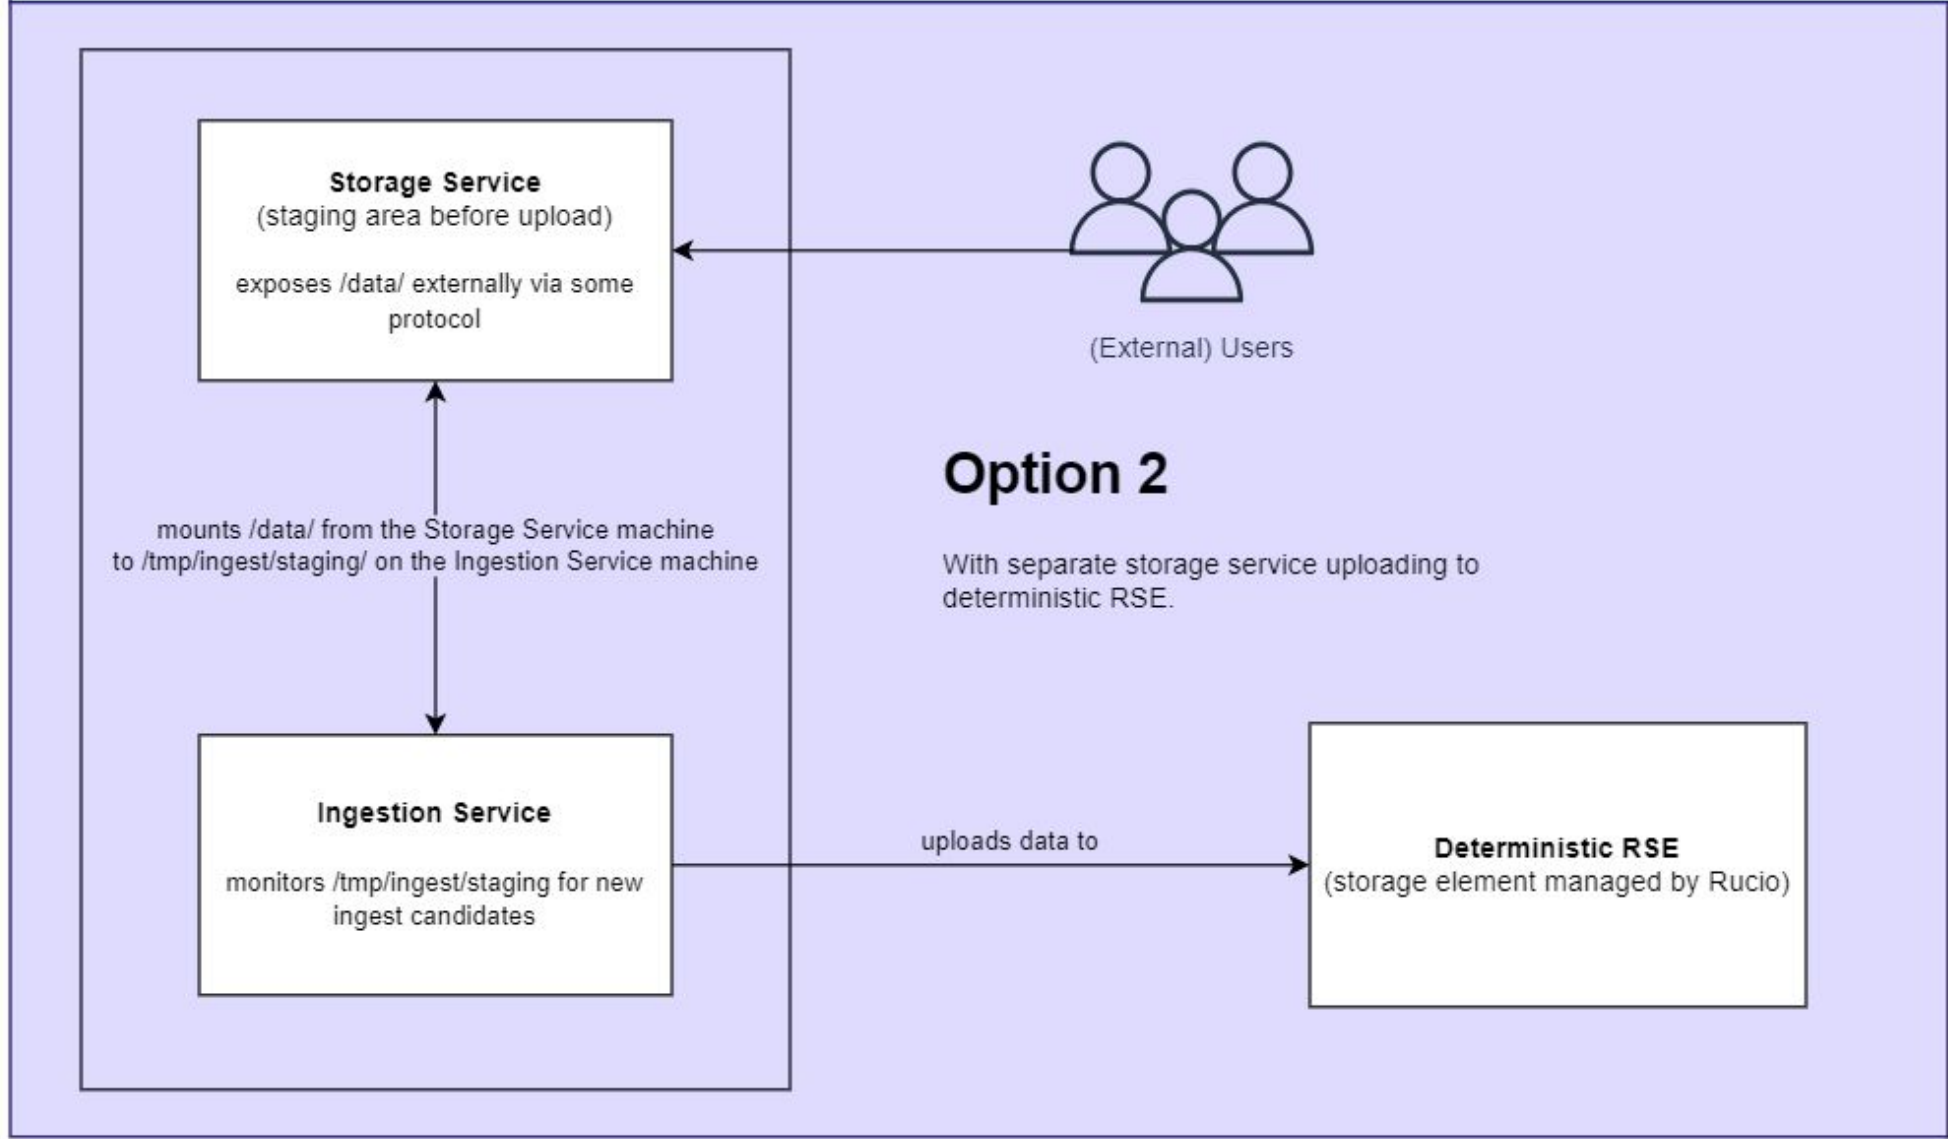 Storage Service
(staging area before upload)
exposes /data/ externally via some
protocol
(External) Users
Option 2
With separate storage service uploading to
deterministic RSE.
mounts /data/ from the Storage Service machine
to /tmp/ingest/staging/ on the Ingestion Service machine
Ingestion Service
monitors /tmp/ingest/staging for new
ingest candidates
uploads data to
Deterministic RSE
(storage element managed by Rucio)